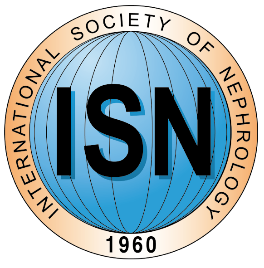 INTERNATIONAL SOCIETY OF NEPHROLOGY
ISN
1960